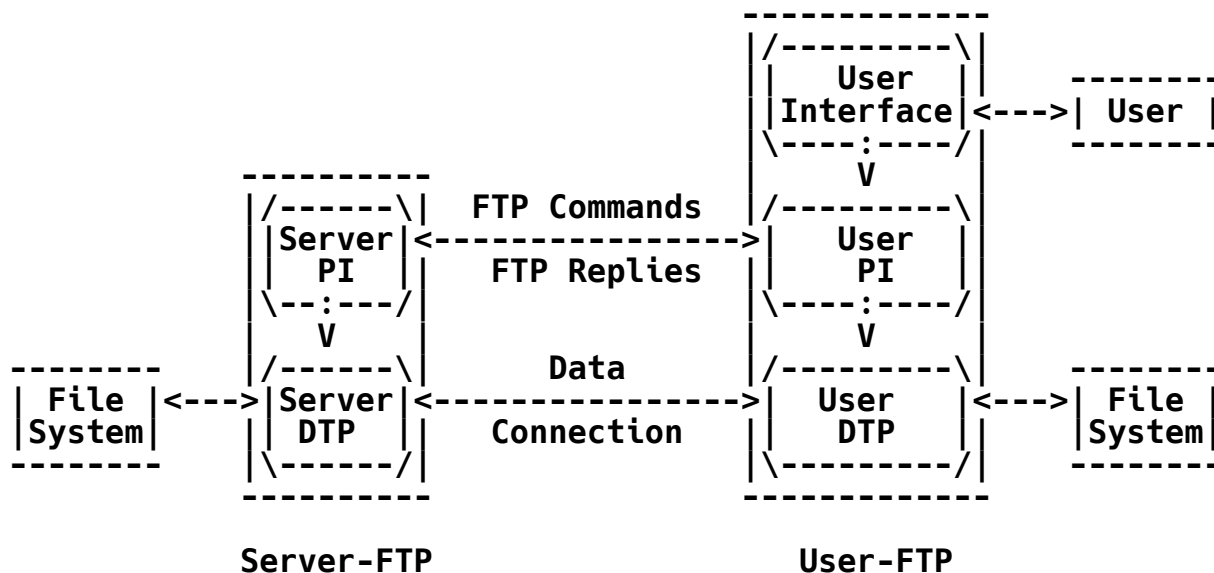 -------------
                                      |/---------\|
                                      ||   User  ||    --------
                                      ||Interface|<--->| User |
                                      |\----:----/|    --------
            ----------                |     V     |
            |/------\|  FTP Commands  |/---------\|
            ||Server|<---------------->|   User  ||
            ||  PI  ||   FTP Replies  ||    PI   ||
            |\--:---/|                |\----:----/|
            |   V    |                |     V     |
--------    |/------\|      Data      |/---------\|    --------
| File |<--->|Server|<---------------->|  User   |<--->| File |
|System|    || DTP  ||   Connection   ||   DTP   ||    |System|
--------    |\------/|                |\---------/|    --------
            ----------                -------------

            Server-FTP                   User-FTP